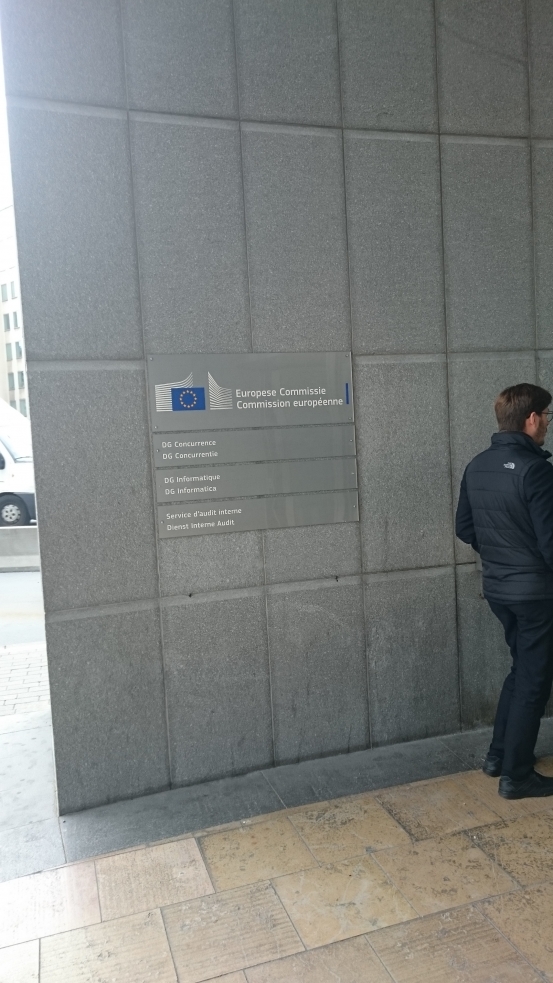 Europese Commissie
Commission européenne
DG Concurrence
DG Concurrentie
DG Informatique
DG Informatica
Service d'audit interne
Dienst Interne Audit